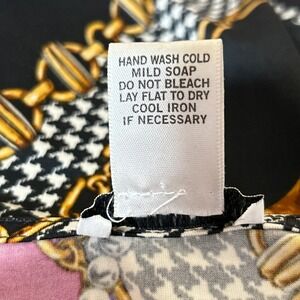 HAND WASH COLD
MILD SOAP
DO NOT BLEACH
LAY FLAT TO DRY
COOL IRON
IF NECESSARY